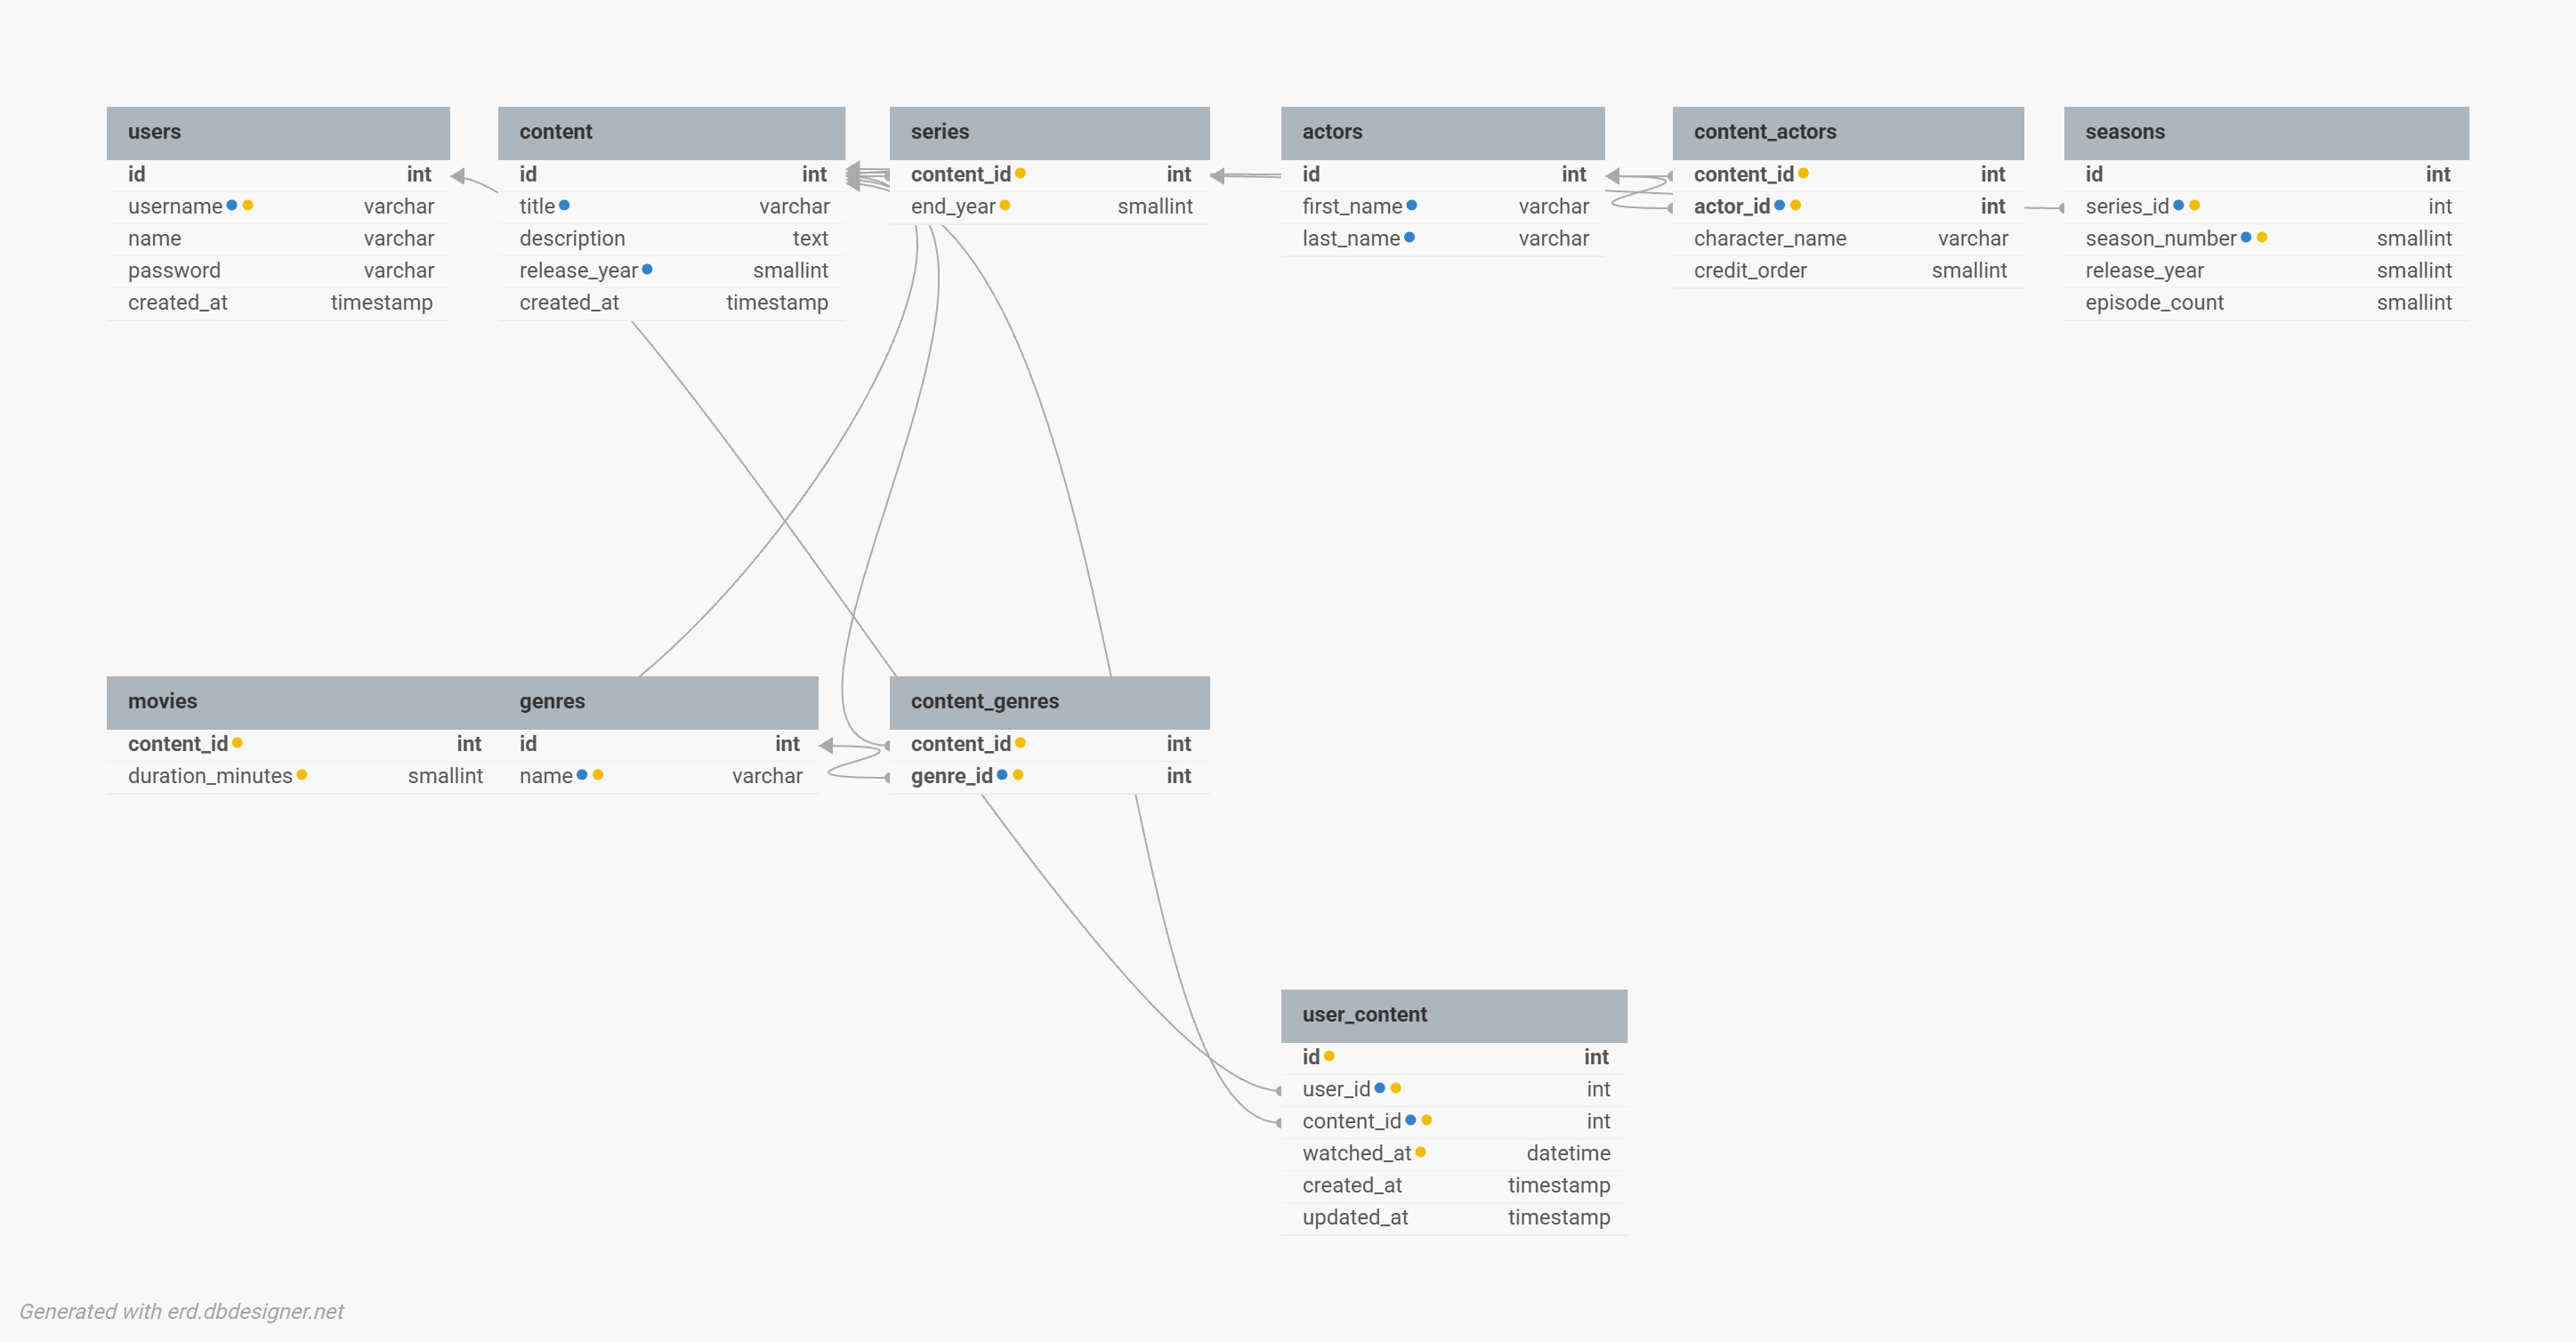 users
id int
username varchar
name varchar
password varchar
created_at timestamp
content
id int
title varchar
description text
release_year smallint
created_at timestamp
series
content_id int
end_year smallint
actors
id int
first_name varchar
last_name varchar
content_actors
content_id int
actor_id int
character_name varchar
credit_order smallint
seasons
id int
series_id int
season_number smallint
release_year smallint
episode_count smallint
movies
content_id int
duration_minutes smallint
genres
id int
name varchar
content_genres
content_id int
genre_id int
user_content
id int
user_id int
content_id int
watched_at datetime
created_at timestamp
updated_at timestamp
Generated with erd.dbdesigner.net